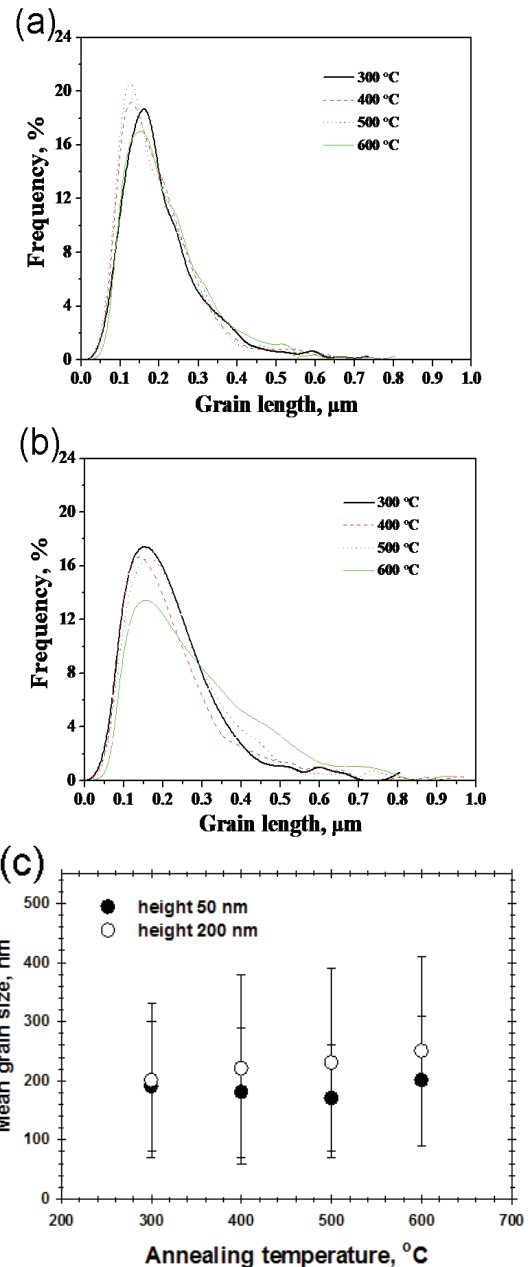 (a)
24
20
16
12
8
4
0
Frequency, %
300 °C
400 °C
500 °C
600 °C
0.0 0.1 0.2 0.3 0.4 0.5 0.6 0.7 0.8 0.9 1.0
Grain length, µm
(b)
24
20
16
12
8
4
0
Frequency, %
300 °C
400 °C
500 °C
600 °C
0.0 0.1 0.2 0.3 0.4 0.5 0.6 0.7 0.8 0.9 1.0
Grain length, µm
(c)
500
400
300
200
100
0
Mean grain size, nm
height 50 nm
height 200 nm
200 300 400 500 600 700
Annealing temperature, °C